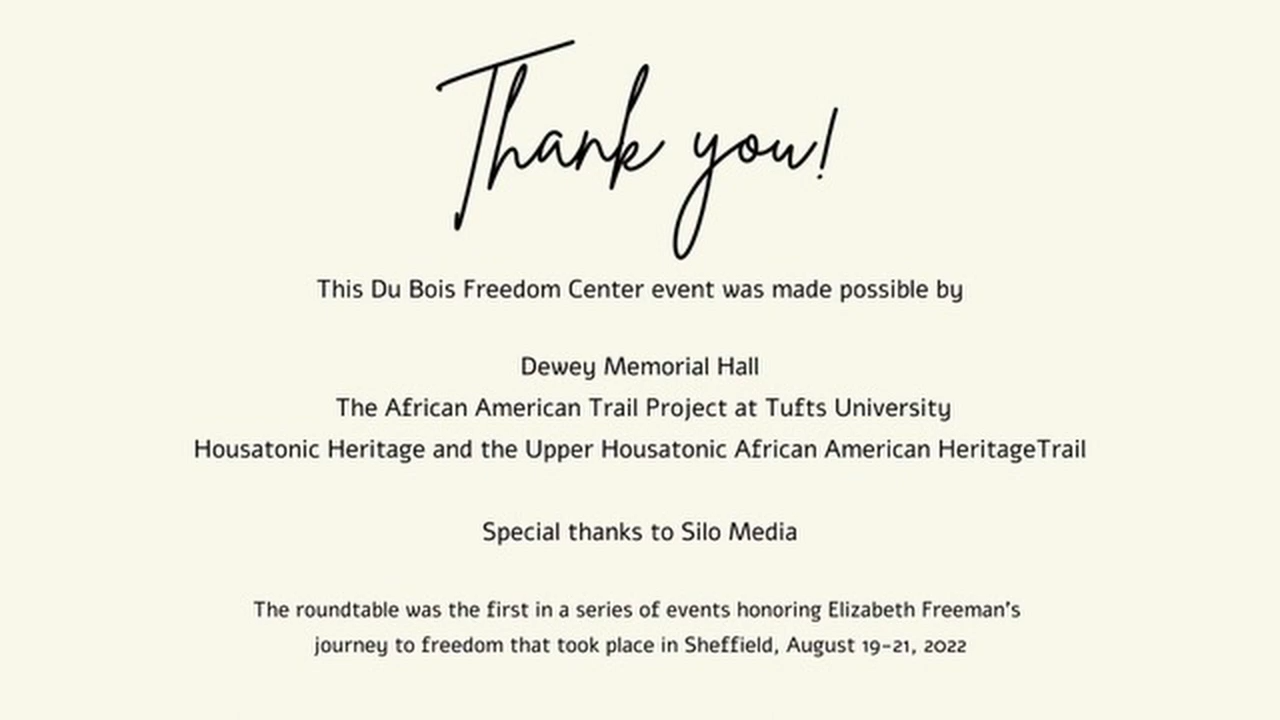 Thank you!
This Du Bois Freedom Center event was made possible by
Dewey Memorial Hall
The African American Trail Project at Tufts University
Housatonic Heritage and the Upper Housatonic African American HeritageTrail
Special thanks to Silo Media
The roundtable was the first in a series of events honoring Elizabeth Freeman's
journey to freedom that took place in Sheffield, August 19-21, 2022